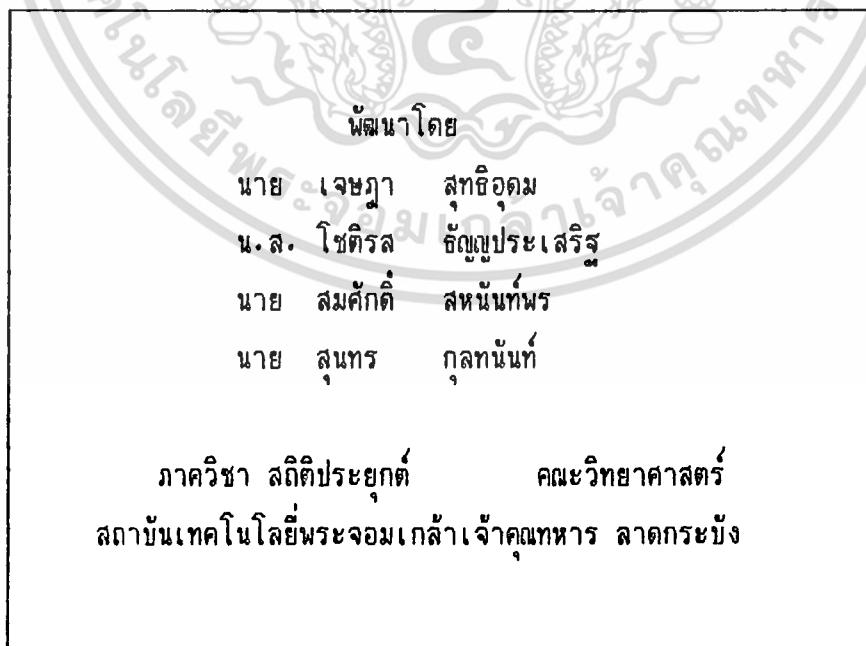 พัฒนาโดย
นาย เจษฎา สุทธิอุดม
น.ส. โชติรส ธัญญประเสริฐ
นาย สมศักดิ์ สหนันท์พร
นาย สุนทร กุลทนันท์
ภาควิชา สถิติประยุกต์ คณะวิทยาศาสตร์
สถาบันเทคโนโลยีพระจอมเกล้าเจ้าคุณทหาร ลาดกระบัง